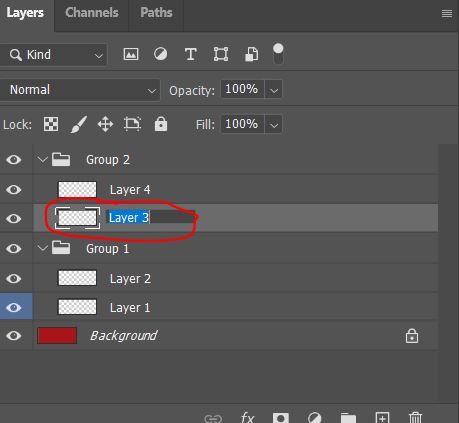 Layers Channels Paths
Kind T
Normal Opacity: 100%
Lock: Fill: 100%
Group 2
Layer 4
Layer 3
Group 1
Layer 2
Layer 1
Background
fx